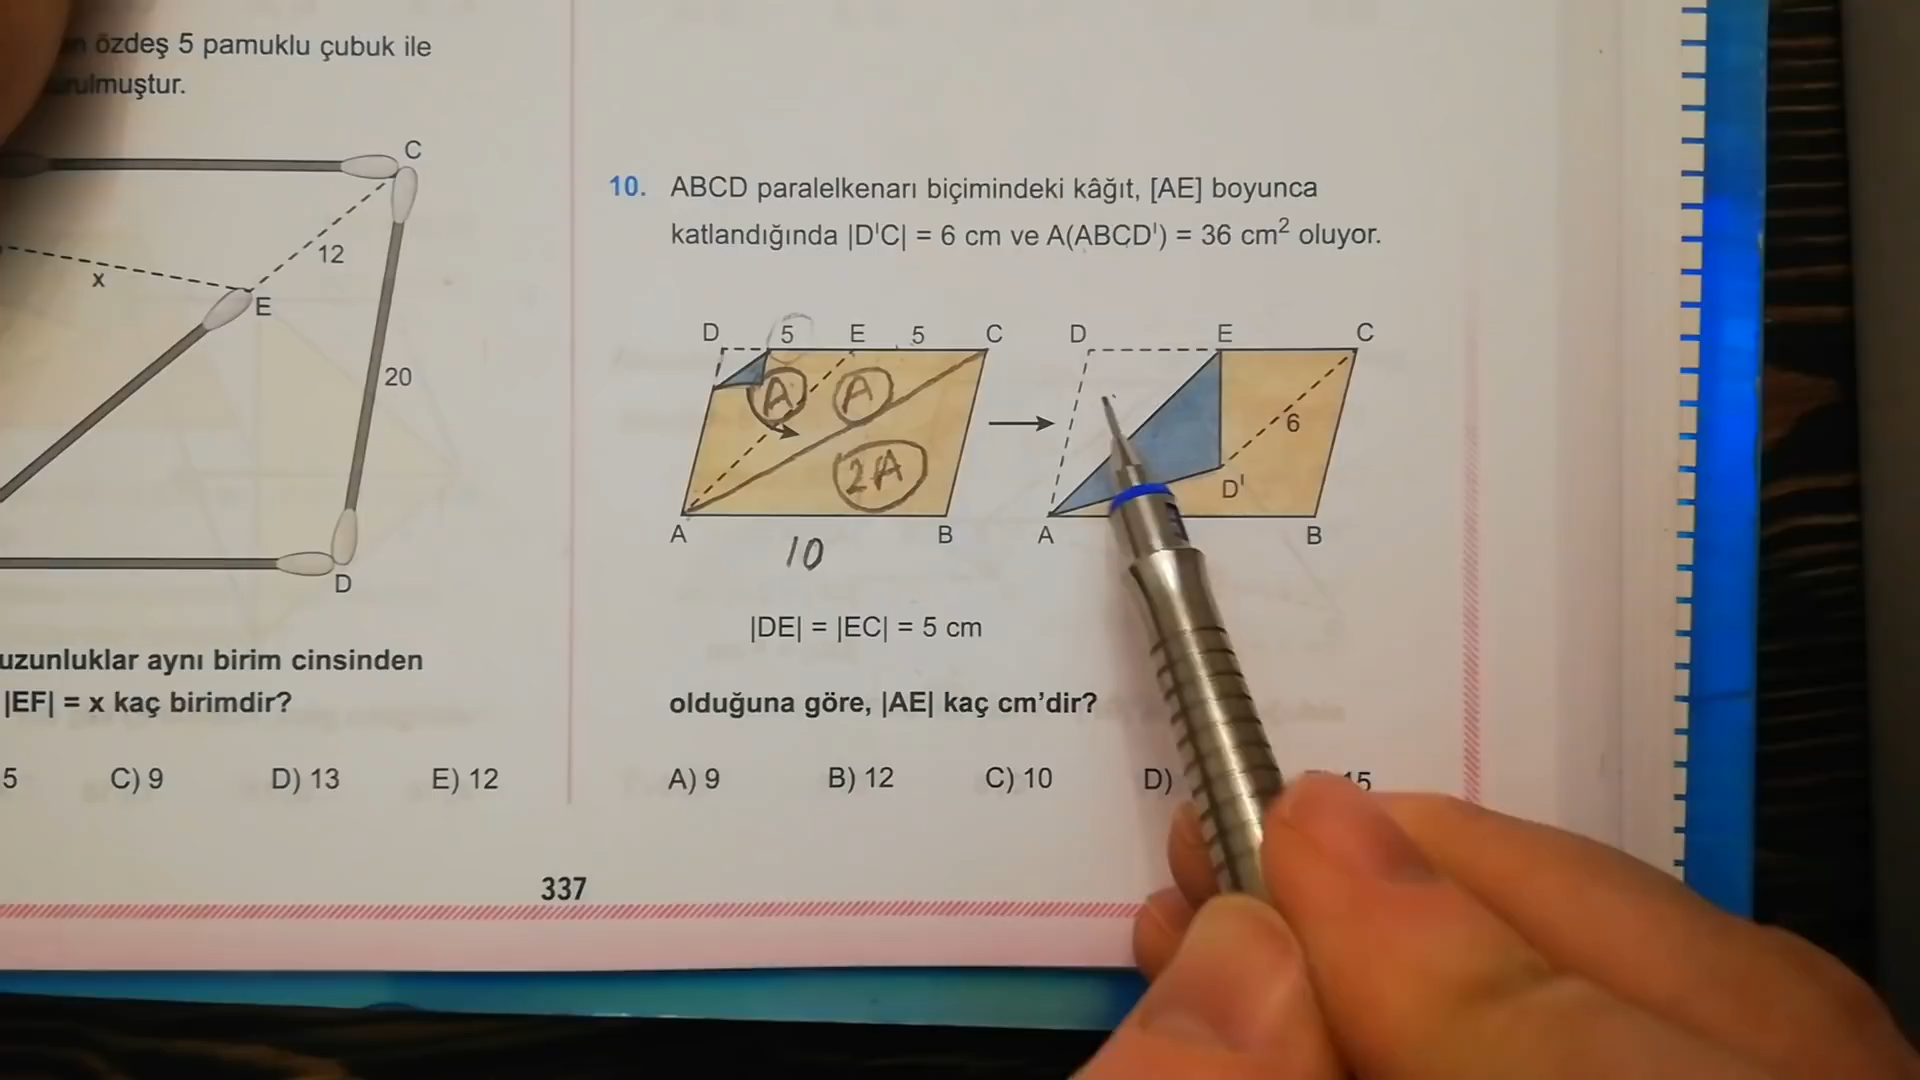 özdeş 5 pamuklu çubuk ile
C
12
x
E
20
D
uzunluklar aynı birim cinsinden
|EF| = x kaç birimdir?
5 C) 9 D) 13 E) 12
10. ABCD paralelkenarı biçimindeki kâğıt, [AE] boyunca
katlandığında |D'C| = 6 cm ve A(ABCD') = 36 cm² oluyor.
D 5 E 5 C
A A
2A
A B
10
D E C
6
D'
A B
|DE| = |EC| = 5 cm
olduğuna göre, |AE| kaç cm'dir?
A) 9 B) 12 C) 10 D) 15
337